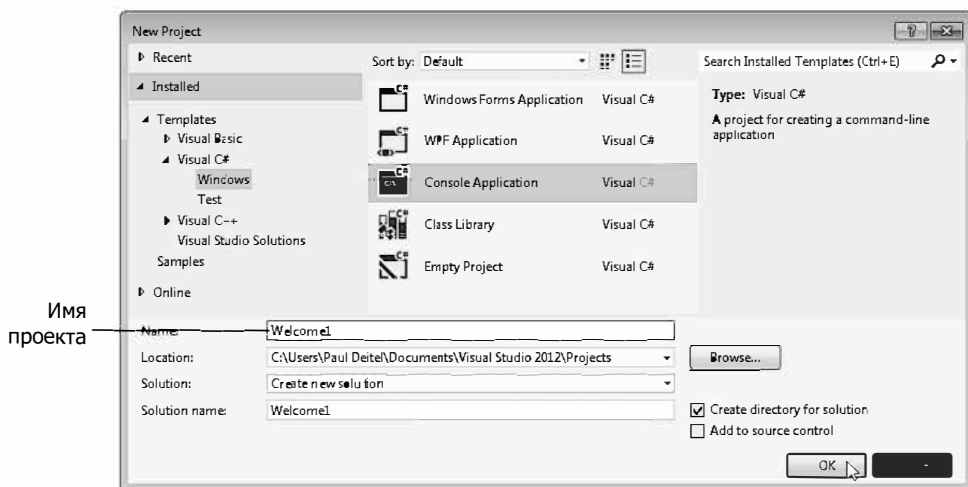 New Project
Recent
Sort by: Default
Search Installed Templates (Ctrl+E)
Installed
Templates
Visual Basic
Visual C#
Windows
Test
Visual C++
Visual Studio Solutions
Samples
Online
Windows Forms Application Visual C#
WPF Application Visual C#
Console Application Visual C#
Class Library Visual C#
Empty Project Visual C#
Type: Visual C#
A project for creating a command-line
application
Имя
проекта
Name: Welcome1
Location: C:\Users\Paul Deitel\Documents\Visual Studio 2012\Projects
Browse...
Solution: Create new solution
Solution name: Welcome1
Create directory for solution
Add to source control
OK